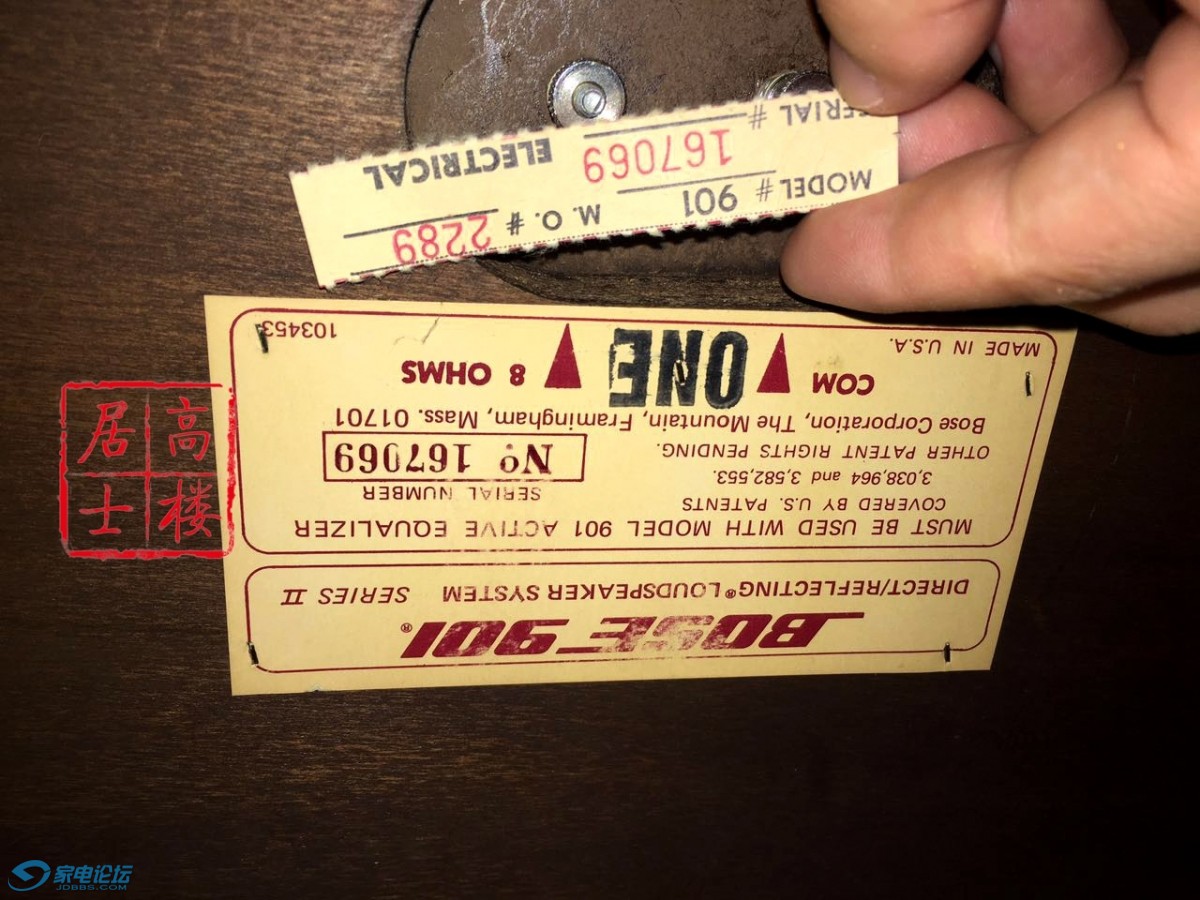 BOSE 901®
DIRECT/REFLECTING® LOUDSPEAKER SYSTEM SERIES II
MUST BE USED WITH MODEL 901 ACTIVE EQUALIZER
COVERED BY U.S. PATENTS
3,038,964 and 3,582,553.
OTHER PATENT RIGHTS PENDING.
SERIAL NUMBER
Nº 167069
Bose Corporation, The Mountain, Framingham, Mass. 01701
COM ONE 8 OHMS
MADE IN U.S.A.
103453
MODEL # 901 M. O. # 2289
SERIAL # 167069 ELECTRICAL
高楼
居士
家电论坛
JDBBS.COM